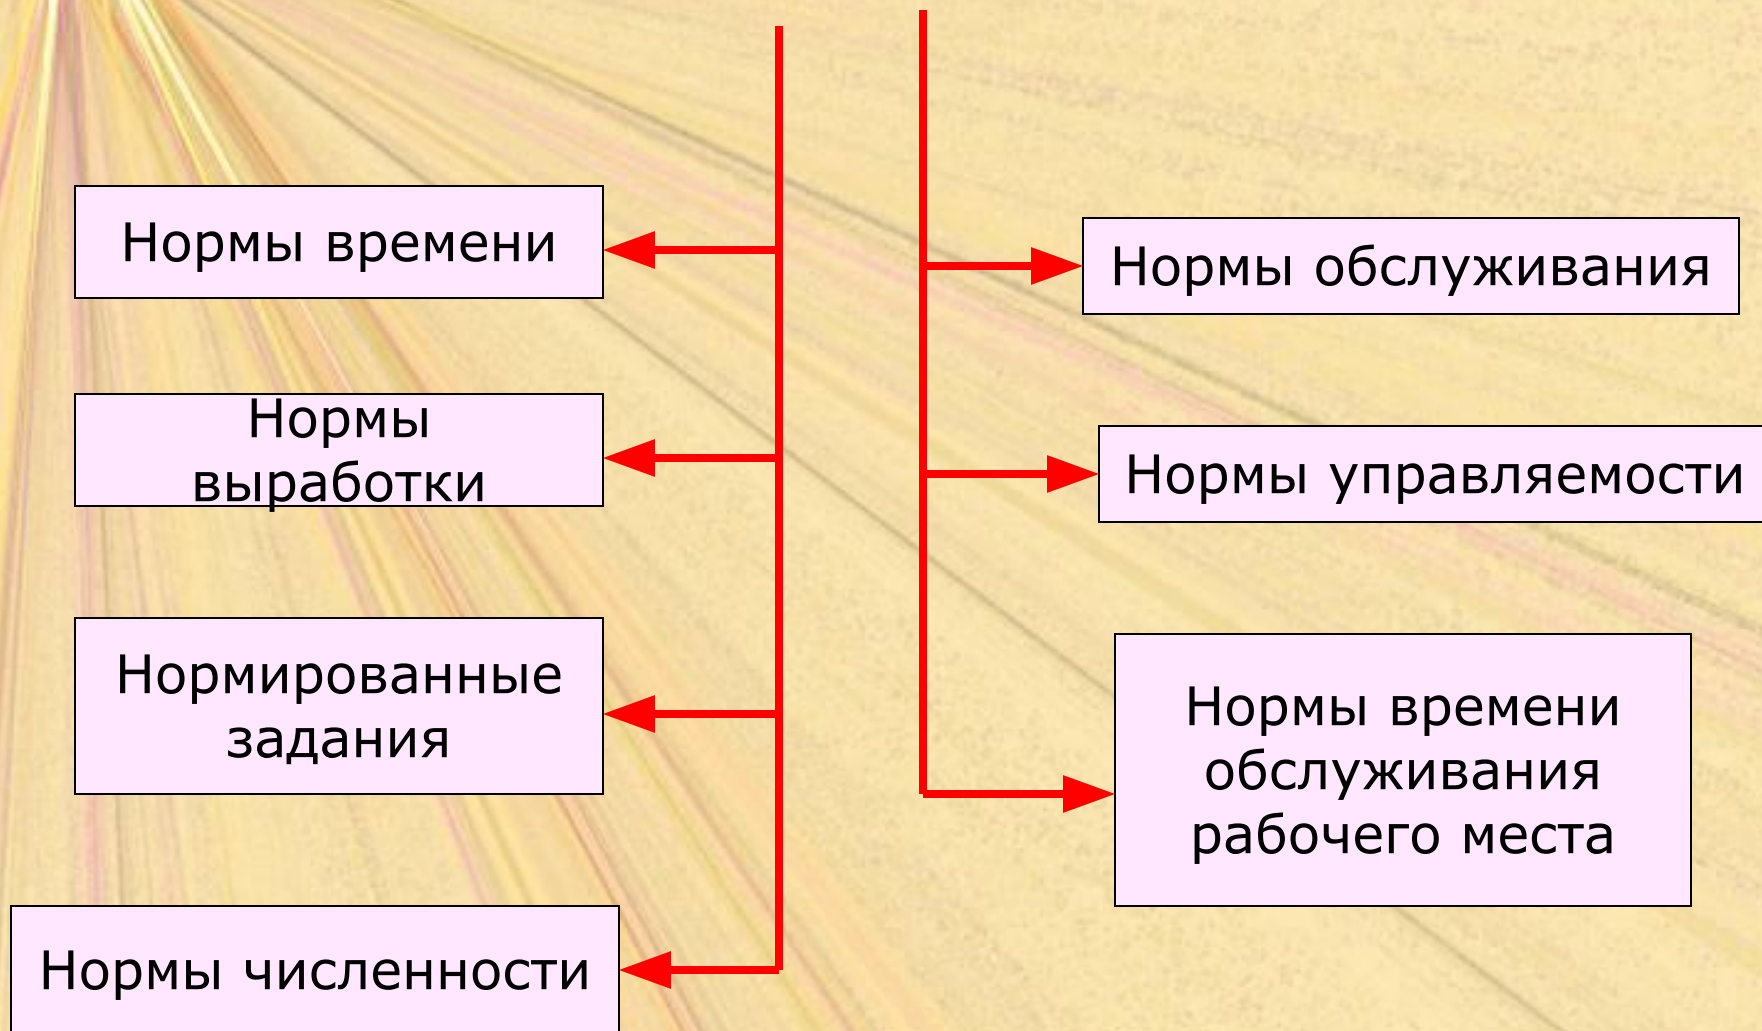 Нормы времени
Нормы
выработки
Нормированные
задания
Нормы численности
Нормы обслуживания
Нормы управляемости
Нормы времени
обслуживания
рабочего места